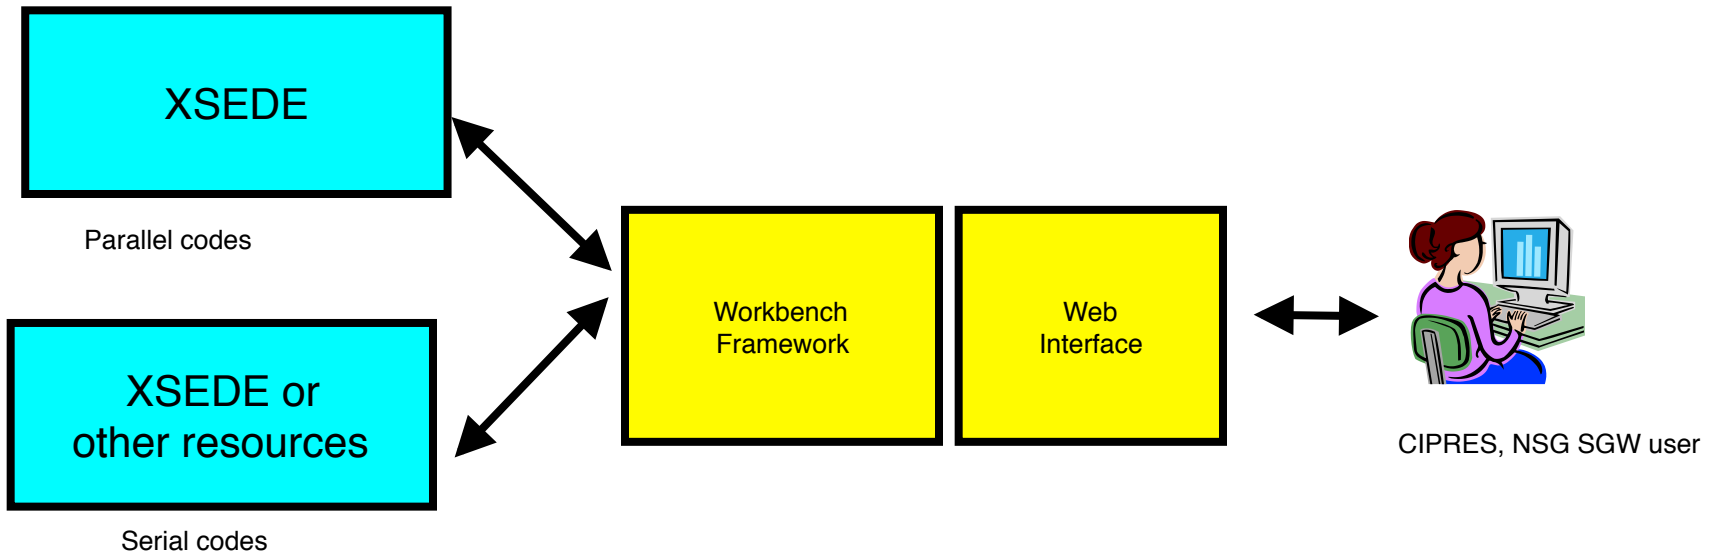 XSEDE
Parallel codes
XSEDE or
other resources
Serial codes
Workbench
Framework
Web
Interface
CIPRES, NSG SGW user